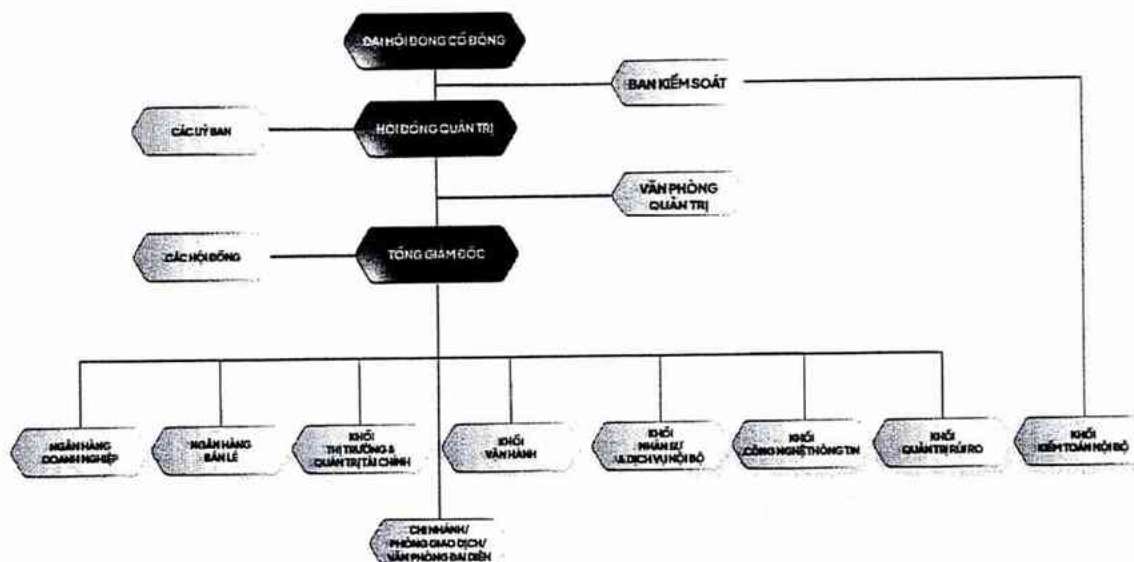 ĐẠI HỘI ĐỒNG CỔ ĐÔNG
BAN KIỂM SOÁT
CÁC UỶ BAN
HỘI ĐỒNG QUẢN TRỊ
VĂN PHÒNG
QUẢN TRỊ
CÁC HỘI ĐỒNG
TỔNG GIÁM ĐỐC
NGÂN HÀNG
DOANH NGHIỆP
NGÂN HÀNG
BÁN LẺ
KHỐI
THỊ TRƯỜNG &
QUẢN TRỊ TÀI CHÍNH
KHỐI
VẬN HÀNH
KHỐI
NHÂN SỰ
& DỊCH VỤ NỘI BỘ
KHỐI
CÔNG NGHỆ THÔNG TIN
KHỐI
QUẢN TRỊ RỦI RO
KHỐI
KIỂM TOÁN NỘI BỘ
CHI NHÁNH/
PHÒNG GIAO DỊCH/
VĂN PHÒNG ĐẠI DIỆN